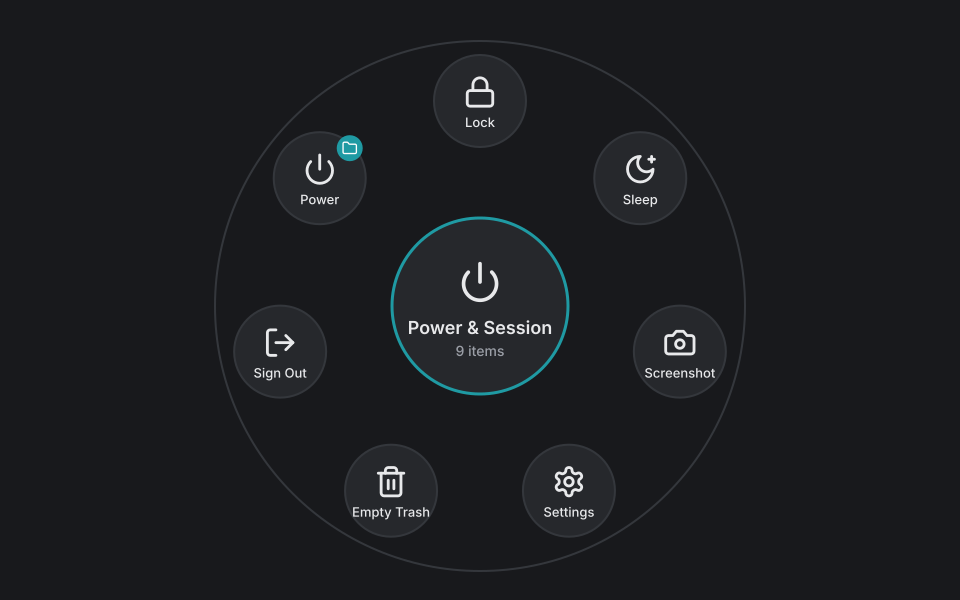 Lock
Power
Sleep
Power & Session
9 items
Sign Out
Screenshot
Empty Trash
Settings